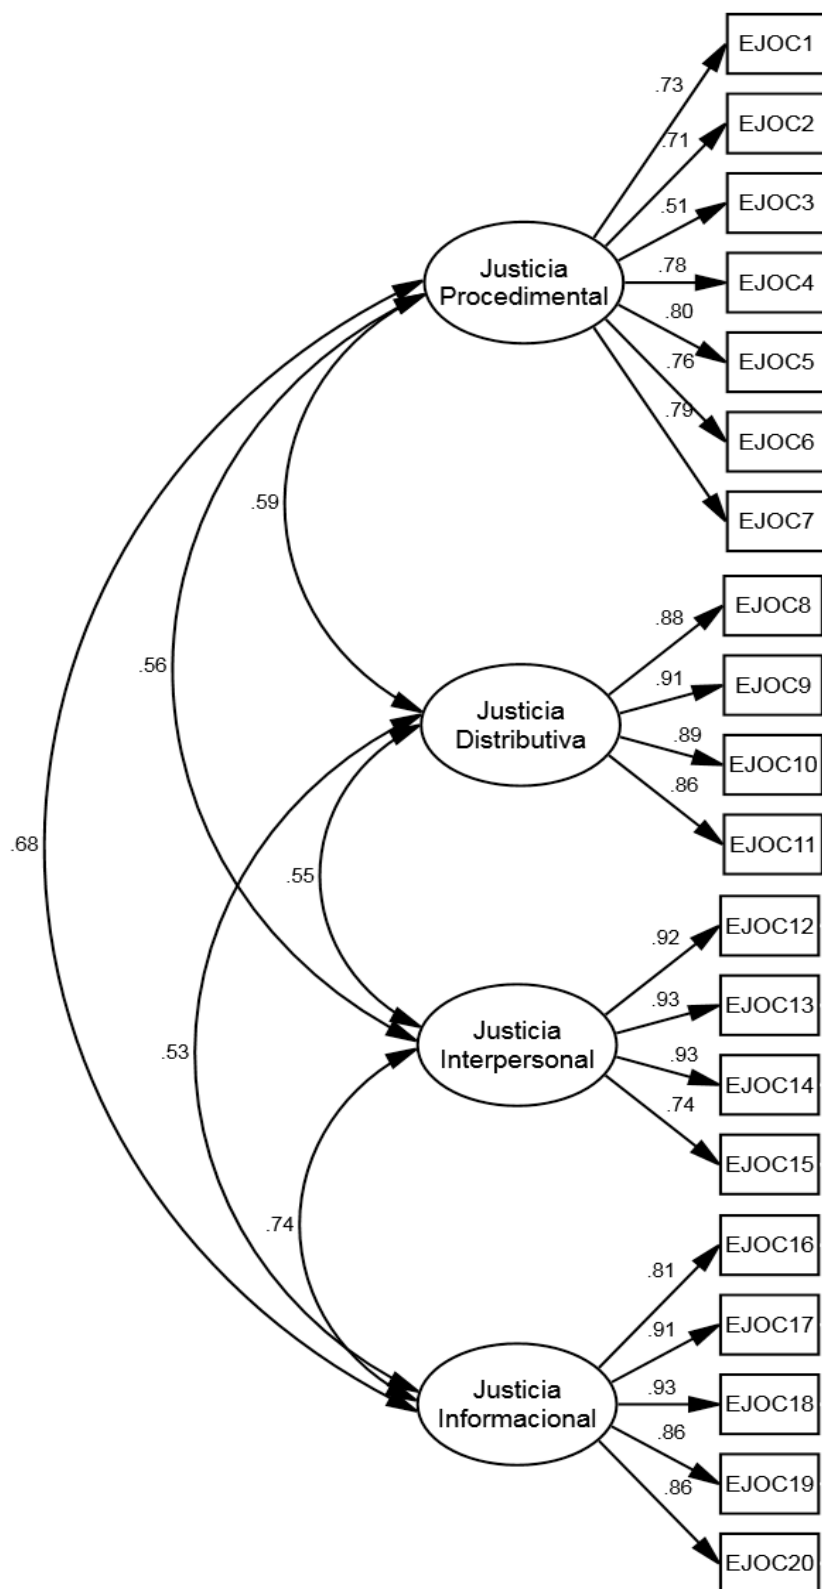 EJOC1
.73
EJOC2
.71
EJOC3
.51
Justicia
Procedimental
.78
EJOC4
.80
EJOC5
.76
EJOC6
.79
EJOC7
.59
EJOC8
.88
.56
EJOC9
.91
Justicia
Distributiva
.89
EJOC10
.86
EJOC11
.68
.55
EJOC12
.92
EJOC13
.93
Justicia
Interpersonal
.53
.93
EJOC14
.74
EJOC15
.74
EJOC16
.81
EJOC17
.91
Justicia
Informacional
.93
EJOC18
.86
EJOC19
.86
EJOC20